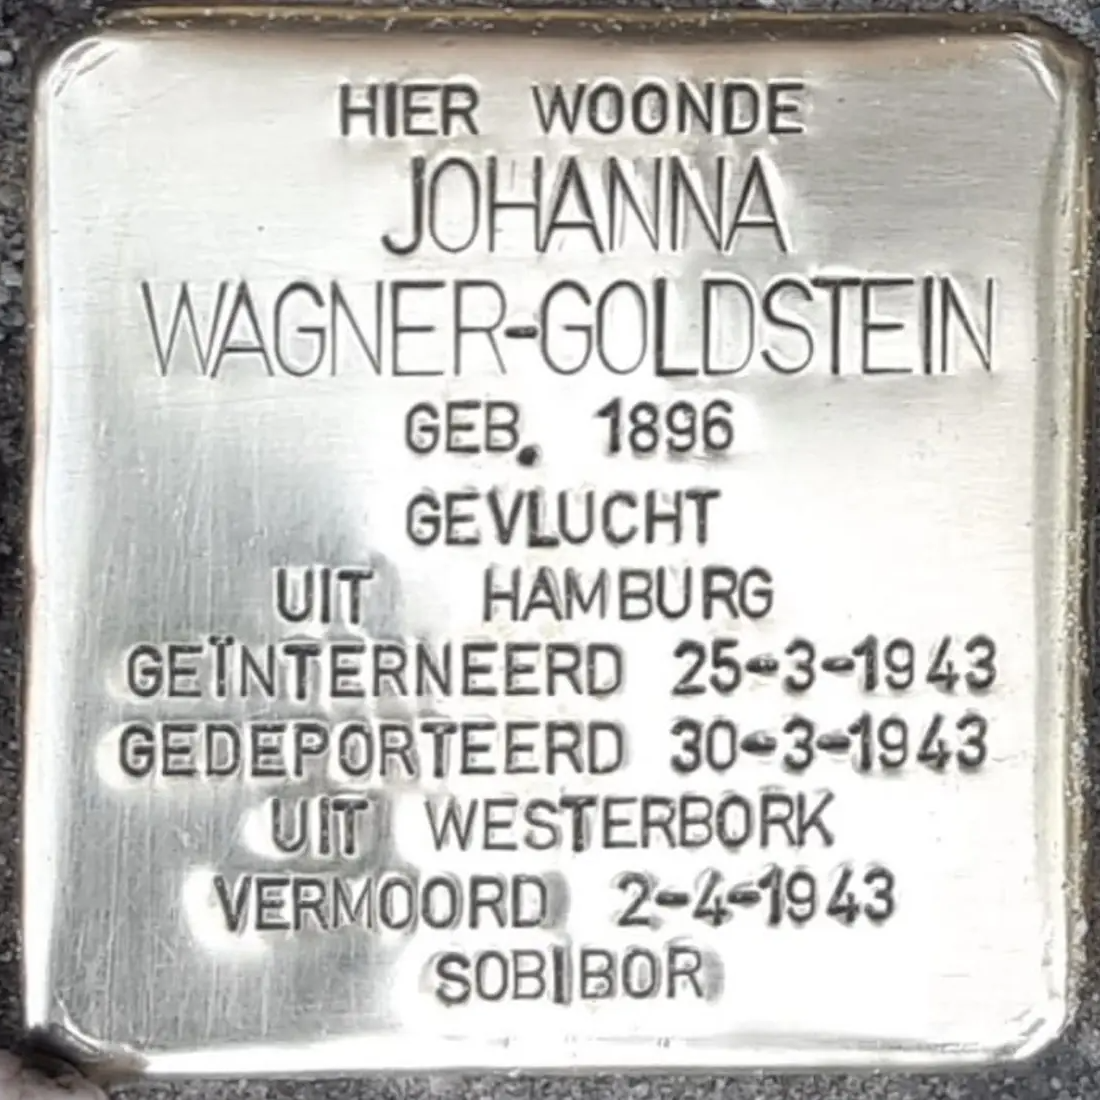 HIER WOONDE
JOHANNA
WAGNER-GOLDSTEIN
GEB. 1896
GEVLUCHT
UIT HAMBURG
GEÏNTERNEERD 25-3-1943
GEDEPORTEERD 30-3-1943
UIT WESTERBORK
VERMOORD 2-4-1943
SOBIBOR